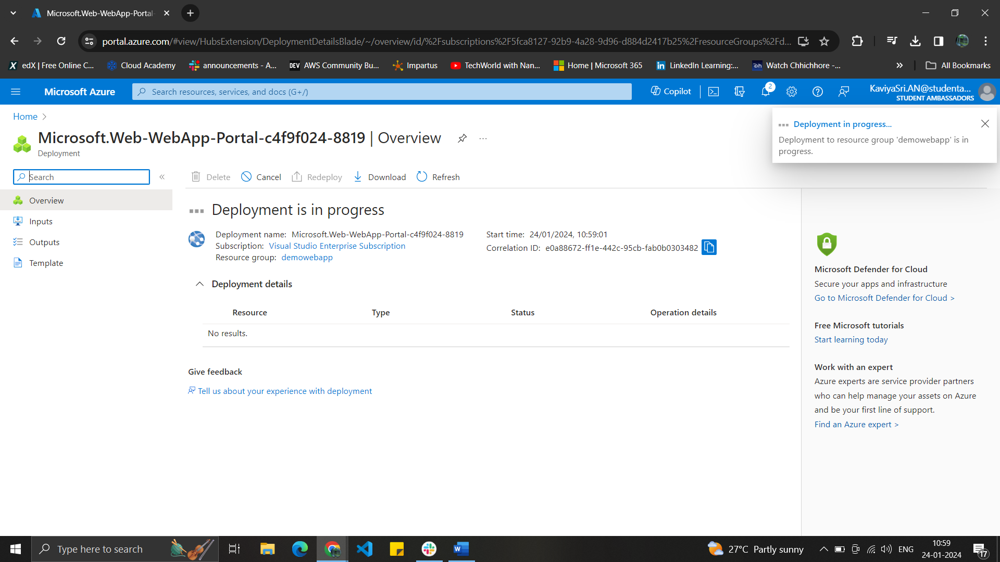 Microsoft.Web-WebApp-Portal-
portal.azure.com/#view/HubsExtension/DeploymentDetailsBlade/~/overview/id/%2Fsubscriptions%2F5fca8127-92b9-4a28-9d96-d884d2417b25%2FresourceGroups%2Fd...
edX | Free Online C...
Cloud Academy
announcements - A...
DEV AWS Community Bu...
Impartus
TechWorld with Nan...
Home | Microsoft 365
LinkedIn Learning:...
Watch Chhichhore -...
All Bookmarks
Microsoft Azure
Search resources, services, and docs (G+/)
Copilot
2
KaviyaSri.AN@studenta...
STUDENT AMBASSADORS
Home
Deployment in progress...
Deployment to resource group 'demowebapp' is in
progress.
Microsoft.Web-WebApp-Portal-c4f9f024-8819 | Overview
Deployment
Search
Delete
Cancel
Redeploy
Download
Refresh
Overview
Inputs
Outputs
Template
Deployment is in progress
Deployment name: Microsoft.Web-WebApp-Portal-c4f9f024-8819
Subscription: Visual Studio Enterprise Subscription
Resource group: demowebapp
Start time: 24/01/2024, 10:59:01
Correlation ID: e0a88672-ff1e-442c-95cb-fab0b0303482
Deployment details
Resource Type Status Operation details
No results.
Give feedback
Tell us about your experience with deployment
Microsoft Defender for Cloud
Secure your apps and infrastructure
Go to Microsoft Defender for Cloud >
Free Microsoft tutorials
Start learning today
Work with an expert
Azure experts are service provider partners
who can help manage your assets on Azure
and be your first line of support.
Find an Azure expert >
Type here to search
27°C Partly sunny
ENG
10:59
24-01-2024
17